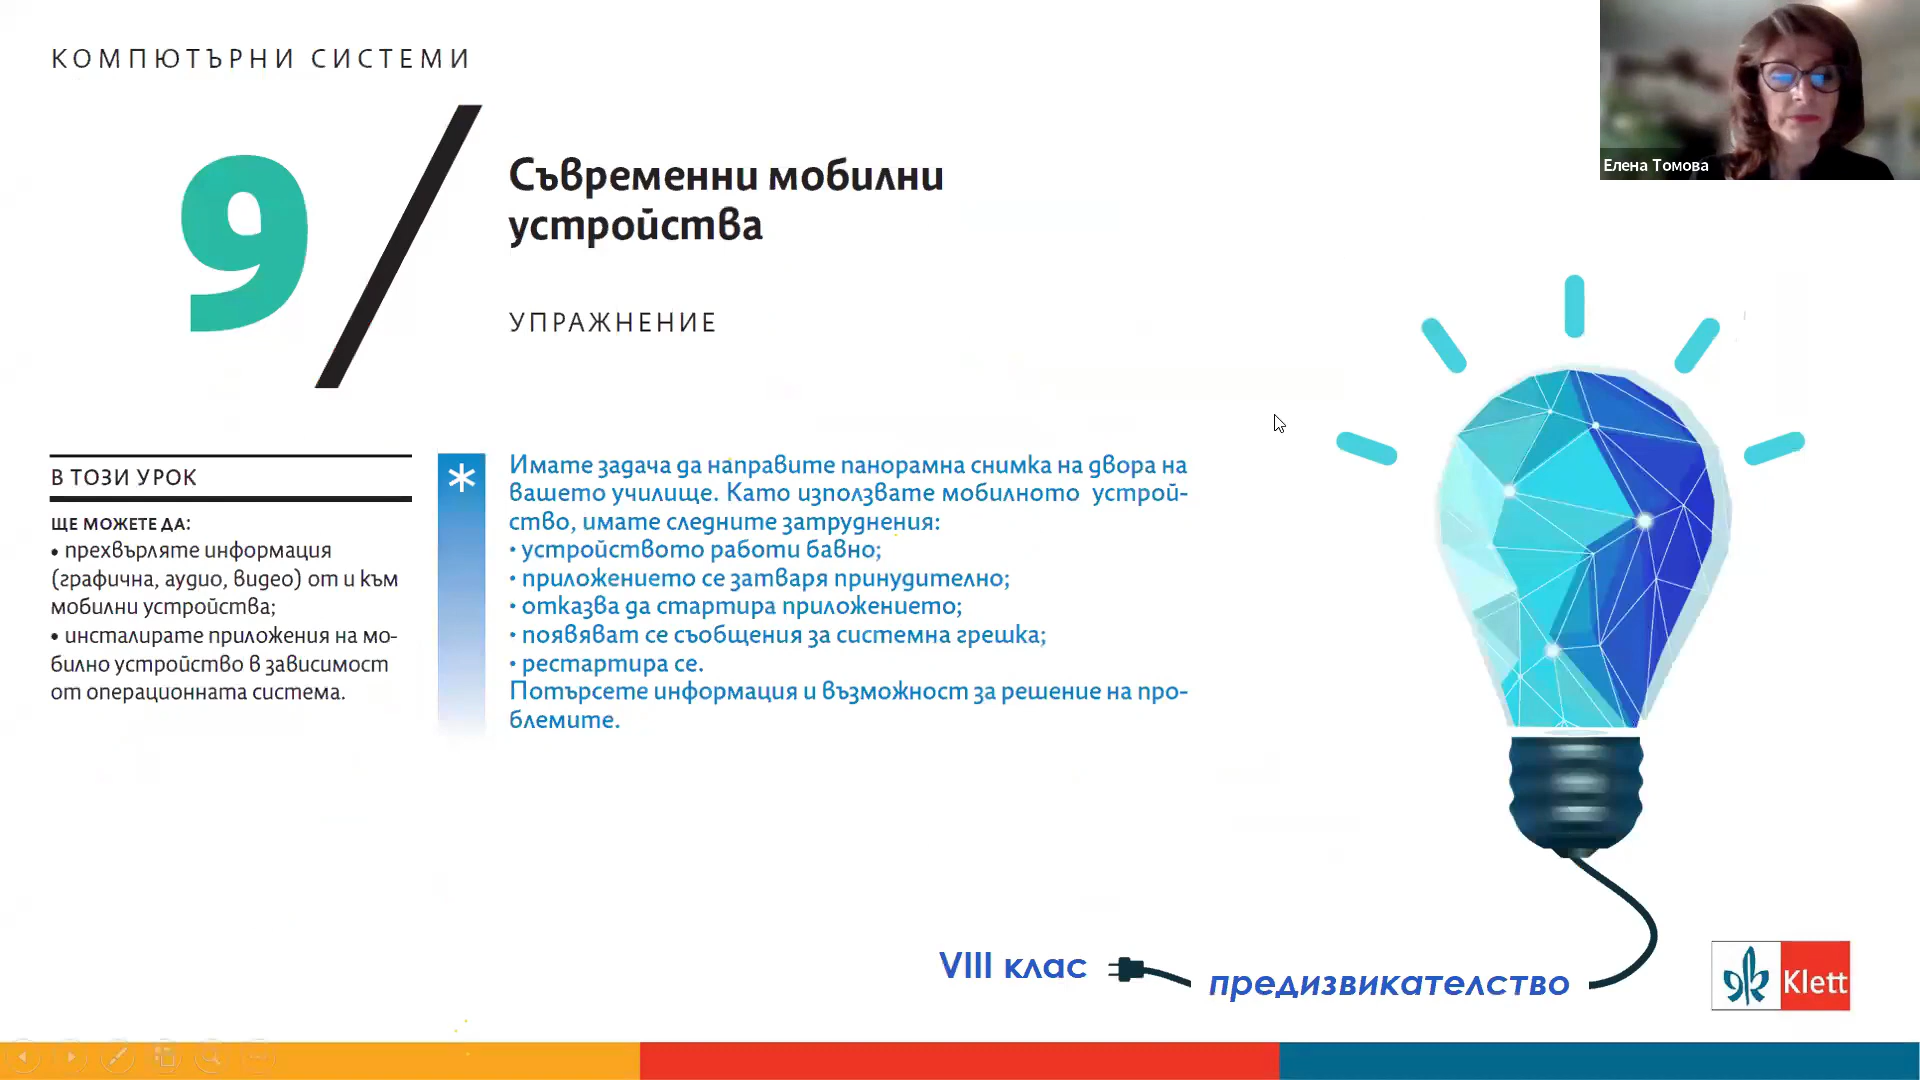 КОМПЮТЪРНИ СИСТЕМИ
9
Съвременни мобилни
устройства
УПРАЖНЕНИЕ
В ТОЗИ УРОК
ЩЕ МОЖЕТЕ ДА:
• прехвърляте информация
(графична, аудио, видео) от и към
мобилни устройства;
• инсталирате приложения на мо-
билно устройство в зависимост
от операционната система.
*
Имате задача да направите панорамна снимка на двора на
вашето училище. Като използвате мобилното устрой-
ство, имате следните затруднения:
• устройството работи бавно;
• приложението се затваря принудително;
• отказва да стартира приложението;
• появяват се съобщения за системна грешка;
• рестартира се.
Потърсете информация и възможност за решение на про-
блемите.
Елена Томова
VIII клас
предизвикателство
Klett